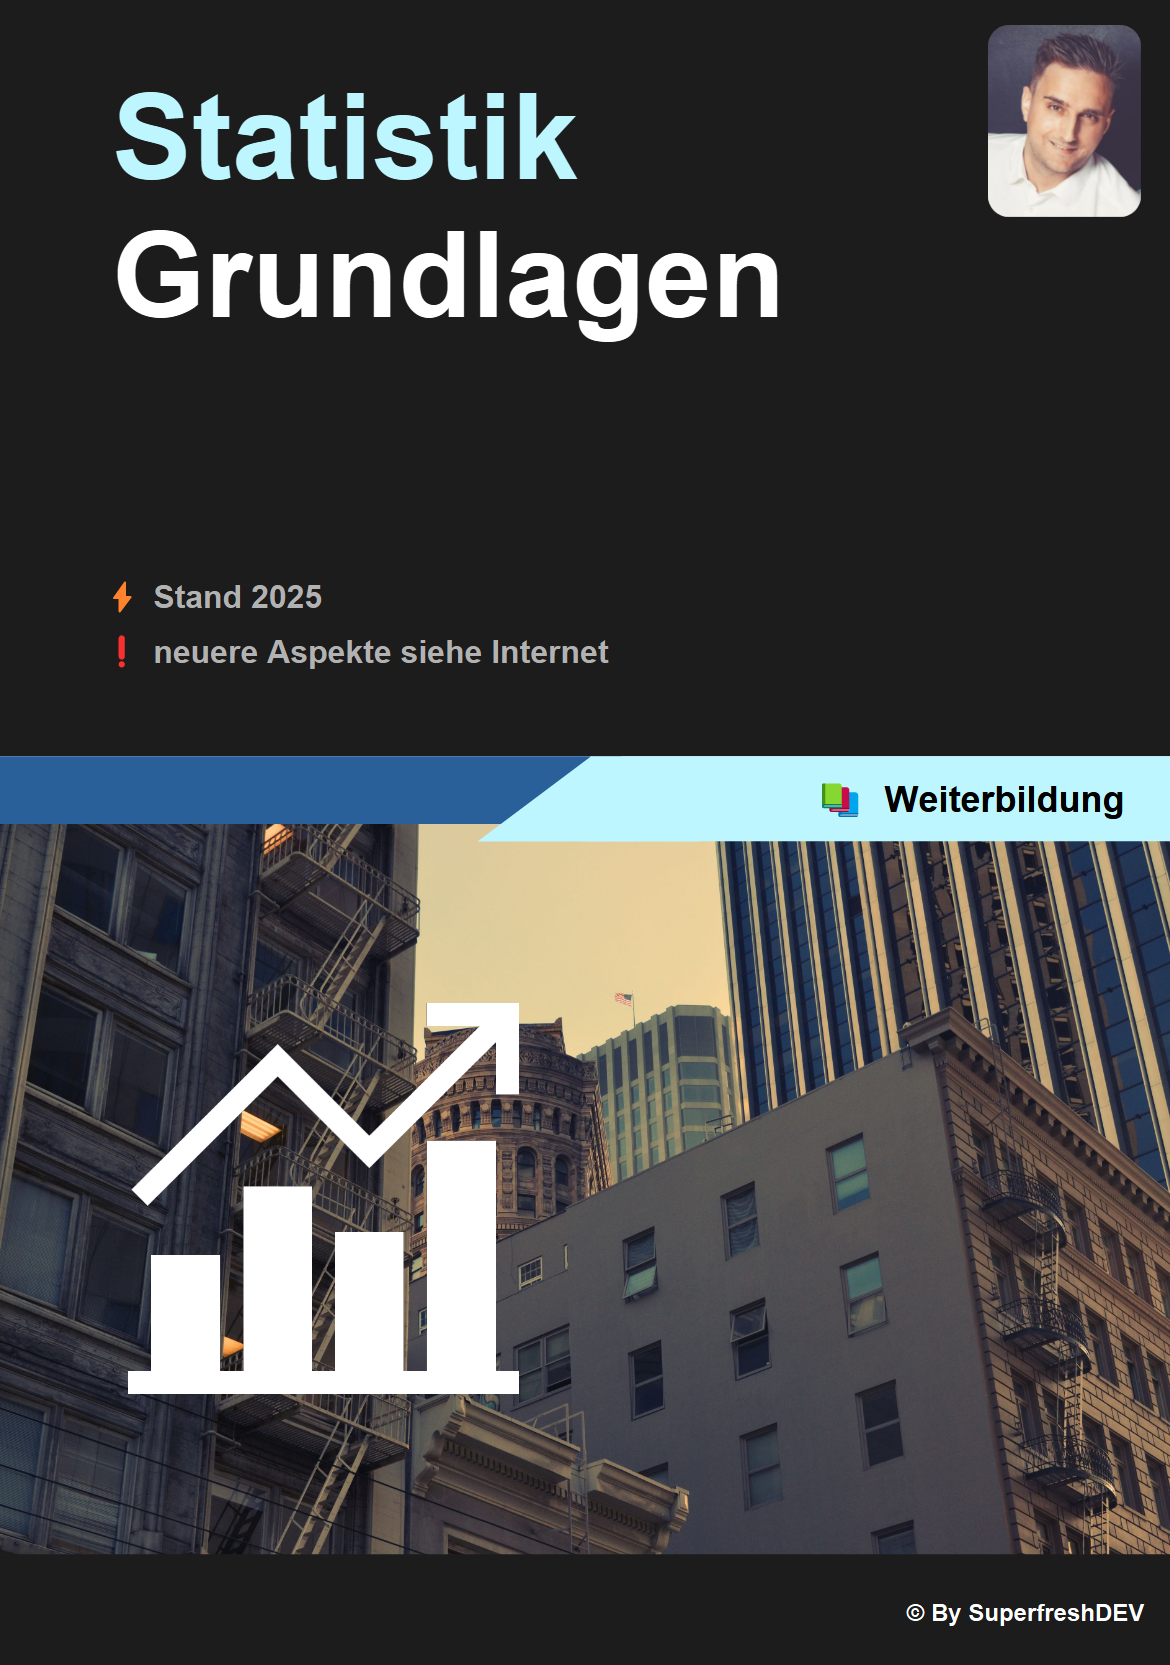 Statistik
Grundlagen
Stand 2025
neuere Aspekte siehe Internet
Weiterbildung
© By SuperfreshDEV